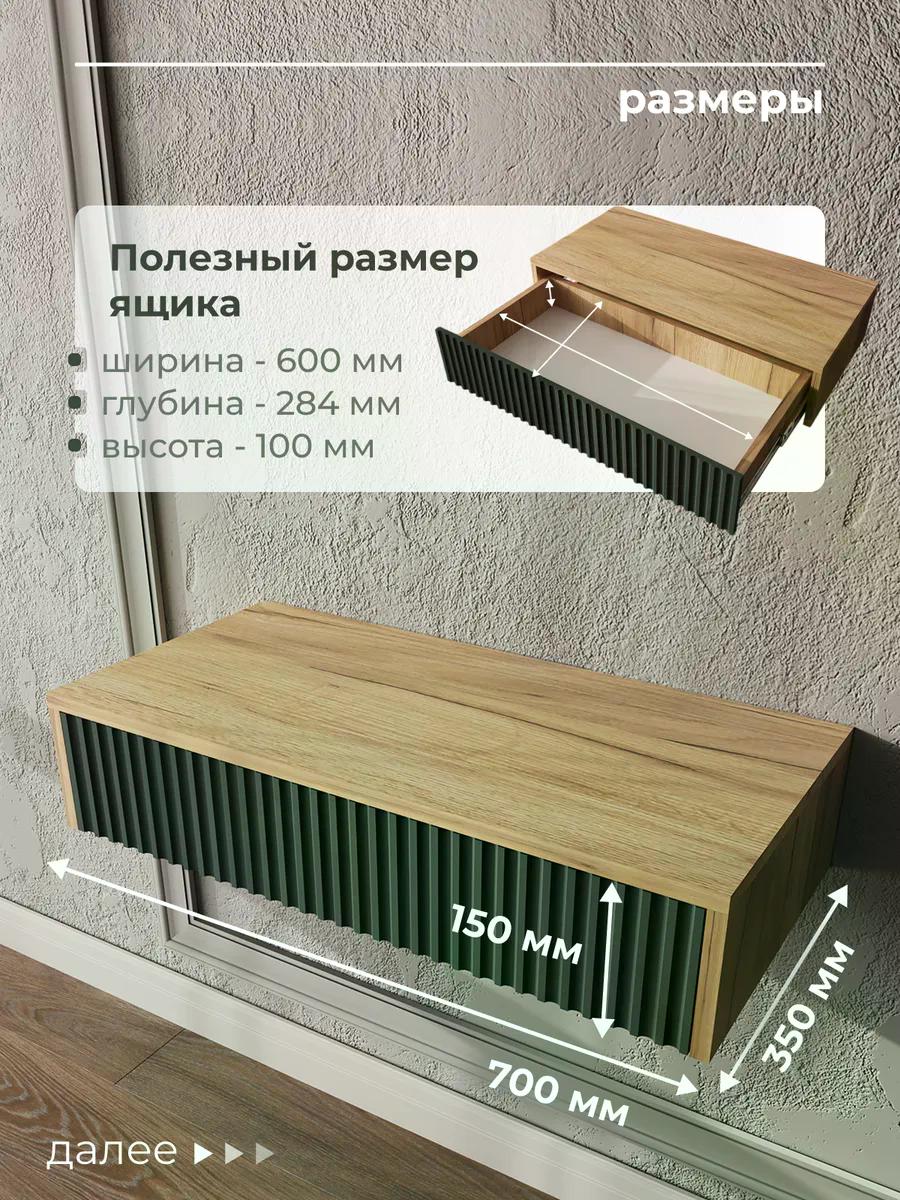 размеры
Полезный размер
ящика
ширина - 600 мм
глубина - 284 мм
высота - 100 мм
150 мм
350 мм
700 мм
далее